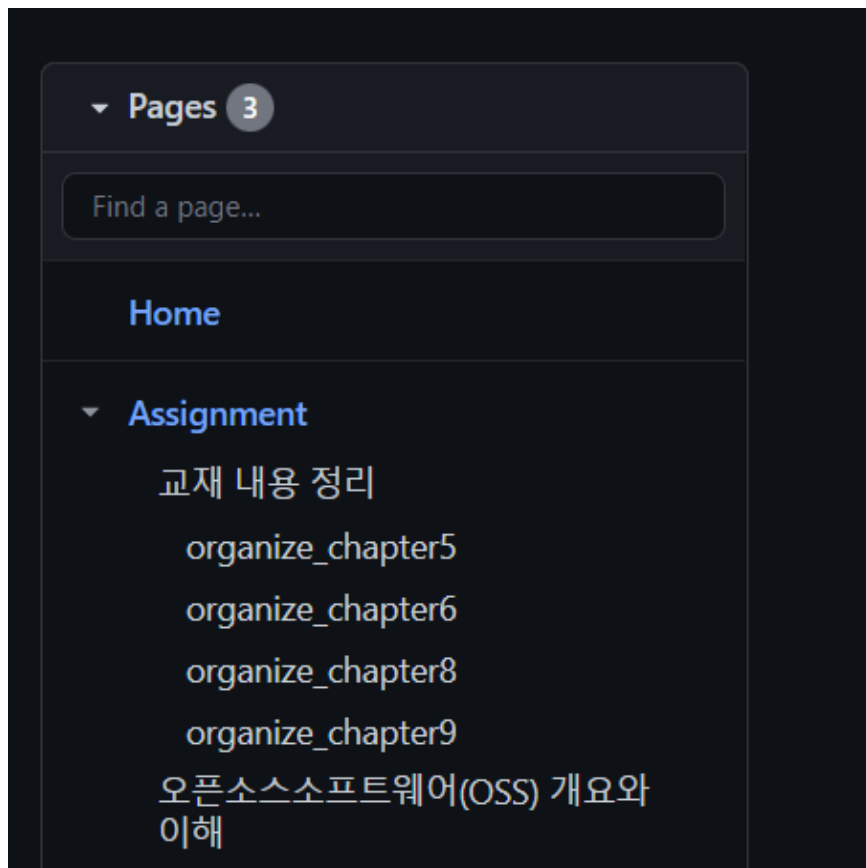 Pages 3
Find a page...
Home
Assignment
교재 내용 정리
organize_chapter5
organize_chapter6
organize_chapter8
organize_chapter9
오픈소스소프트웨어(OSS) 개요와
이해